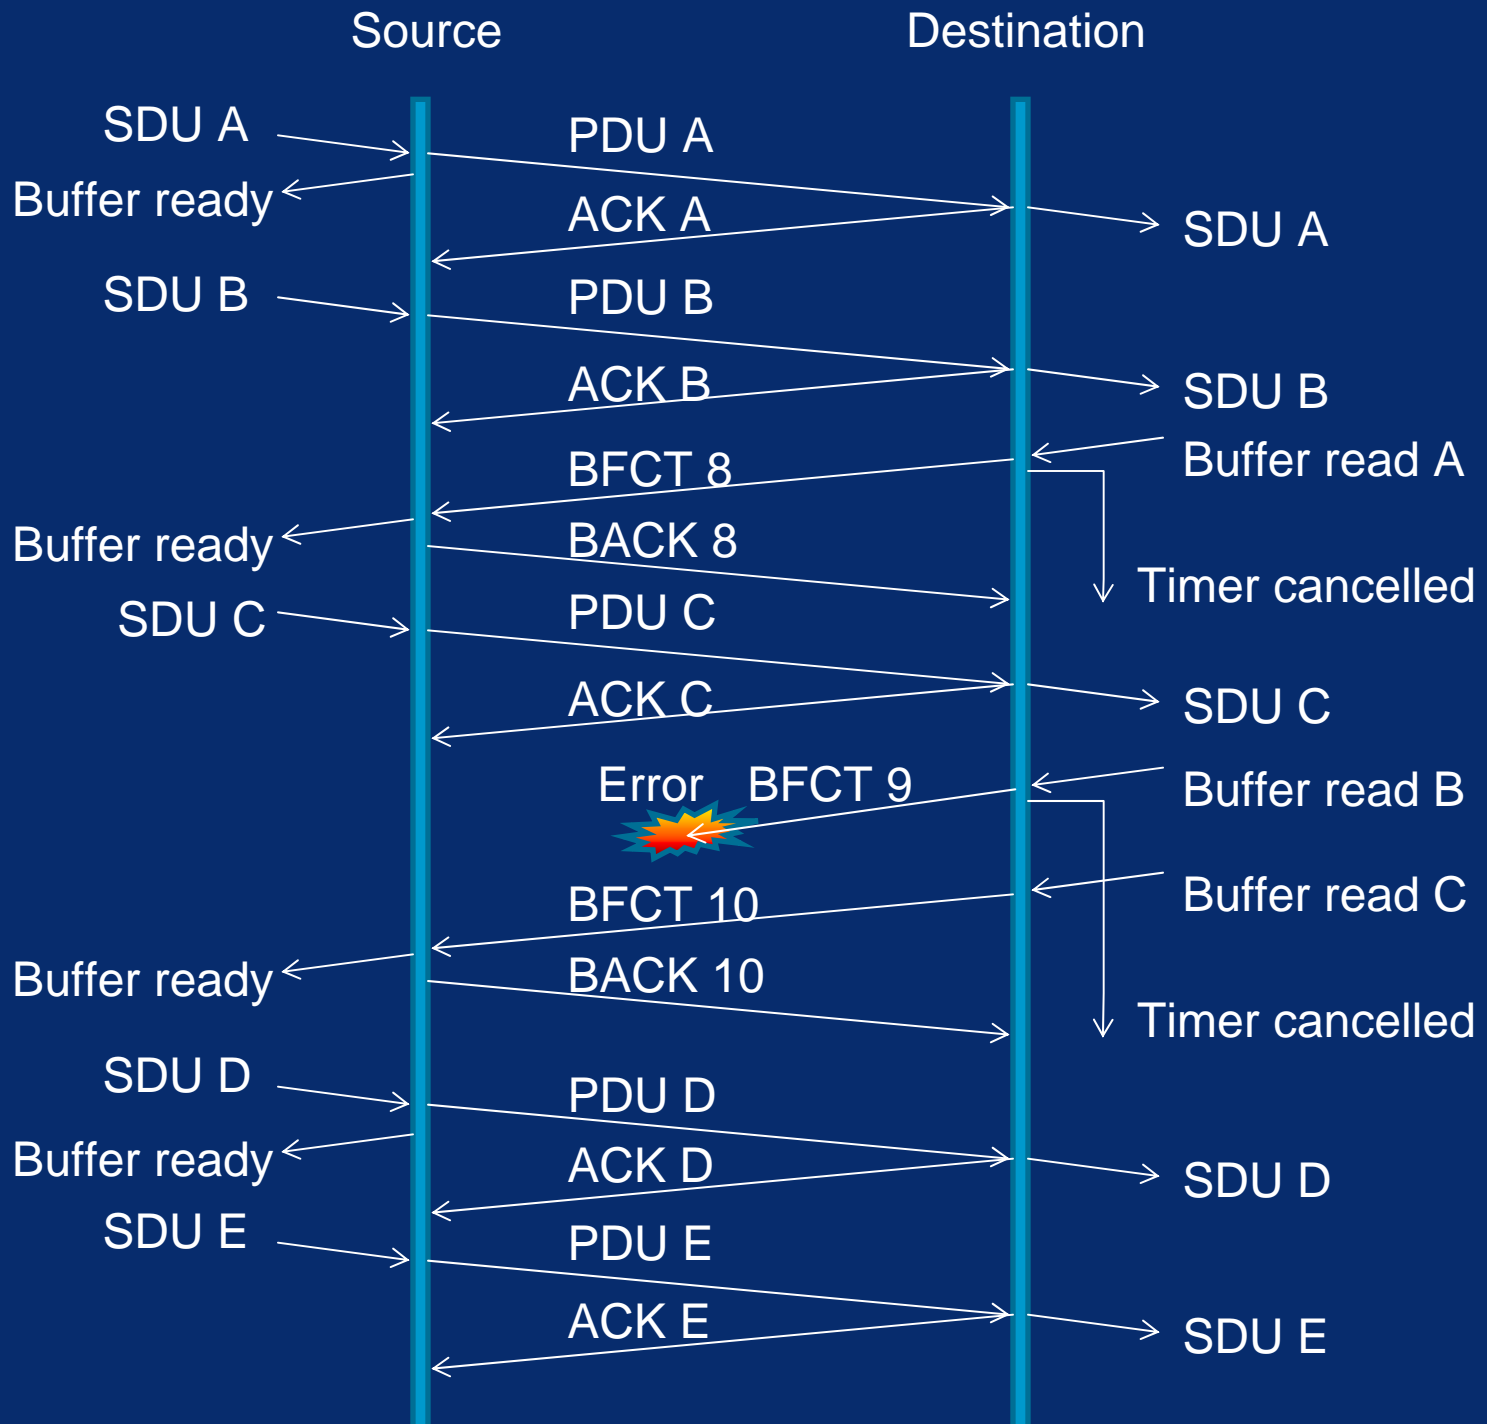 Source
Destination
SDU A
PDU A
Buffer ready
ACK A
SDU A
SDU B
PDU B
ACK B
SDU B
Buffer read A
BFCT 8
Buffer ready
BACK 8
Timer cancelled
SDU C
PDU C
ACK C
SDU C
Error
BFCT 9
Buffer read B
BFCT 10
Buffer read C
Buffer ready
BACK 10
Timer cancelled
SDU D
PDU D
Buffer ready
ACK D
SDU D
SDU E
PDU E
ACK E
SDU E